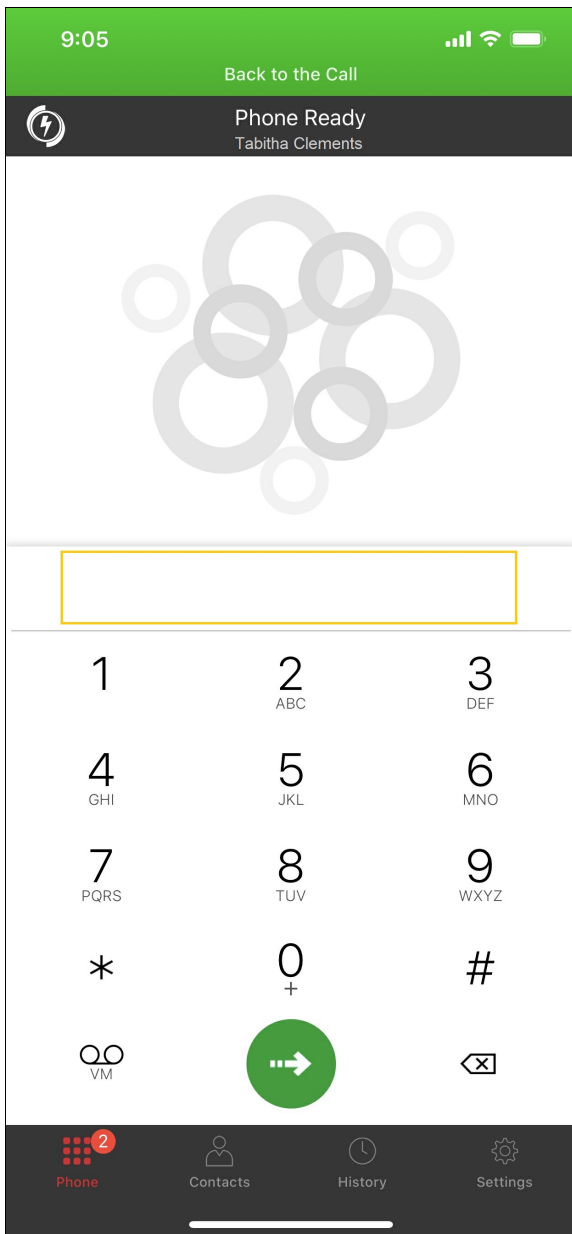 9:05
Back to the Call
Phone Ready
Tabitha Clements
1 2 3
ABC DEF
4 5 6
GHI JKL MNO
7 8 9
PQRS TUV WXYZ
* 0 #
+
VM
2
Phone Contacts History Settings